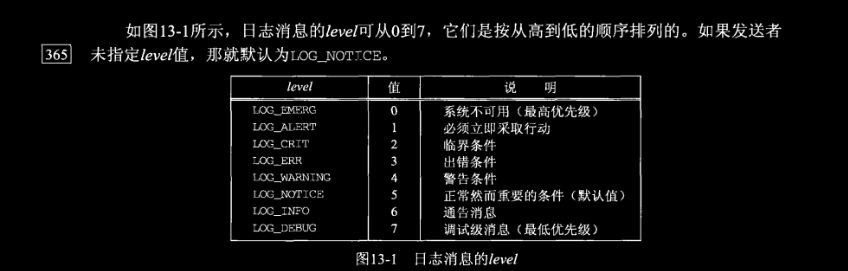 如图13-1所示，日志消息的level可从0到7，它们是按从高到低的顺序排列的。如果发送者
365 未指定level值，那就默认为LOG_NOTICE。
level 值 说 明
LOG_EMERG 0 系统不可用（最高优先级）
LOG_ALERT 1 必须立即采取行动
LOG_CRIT 2 临界条件
LOG_ERR 3 出错条件
LOG_WARNING 4 警告条件
LOG_NOTICE 5 正常然而重要的条件（默认值）
LOG_INFO 6 通告消息
LOG_DEBUG 7 调试级消息（最低优先级）
图13-1 日志消息的level